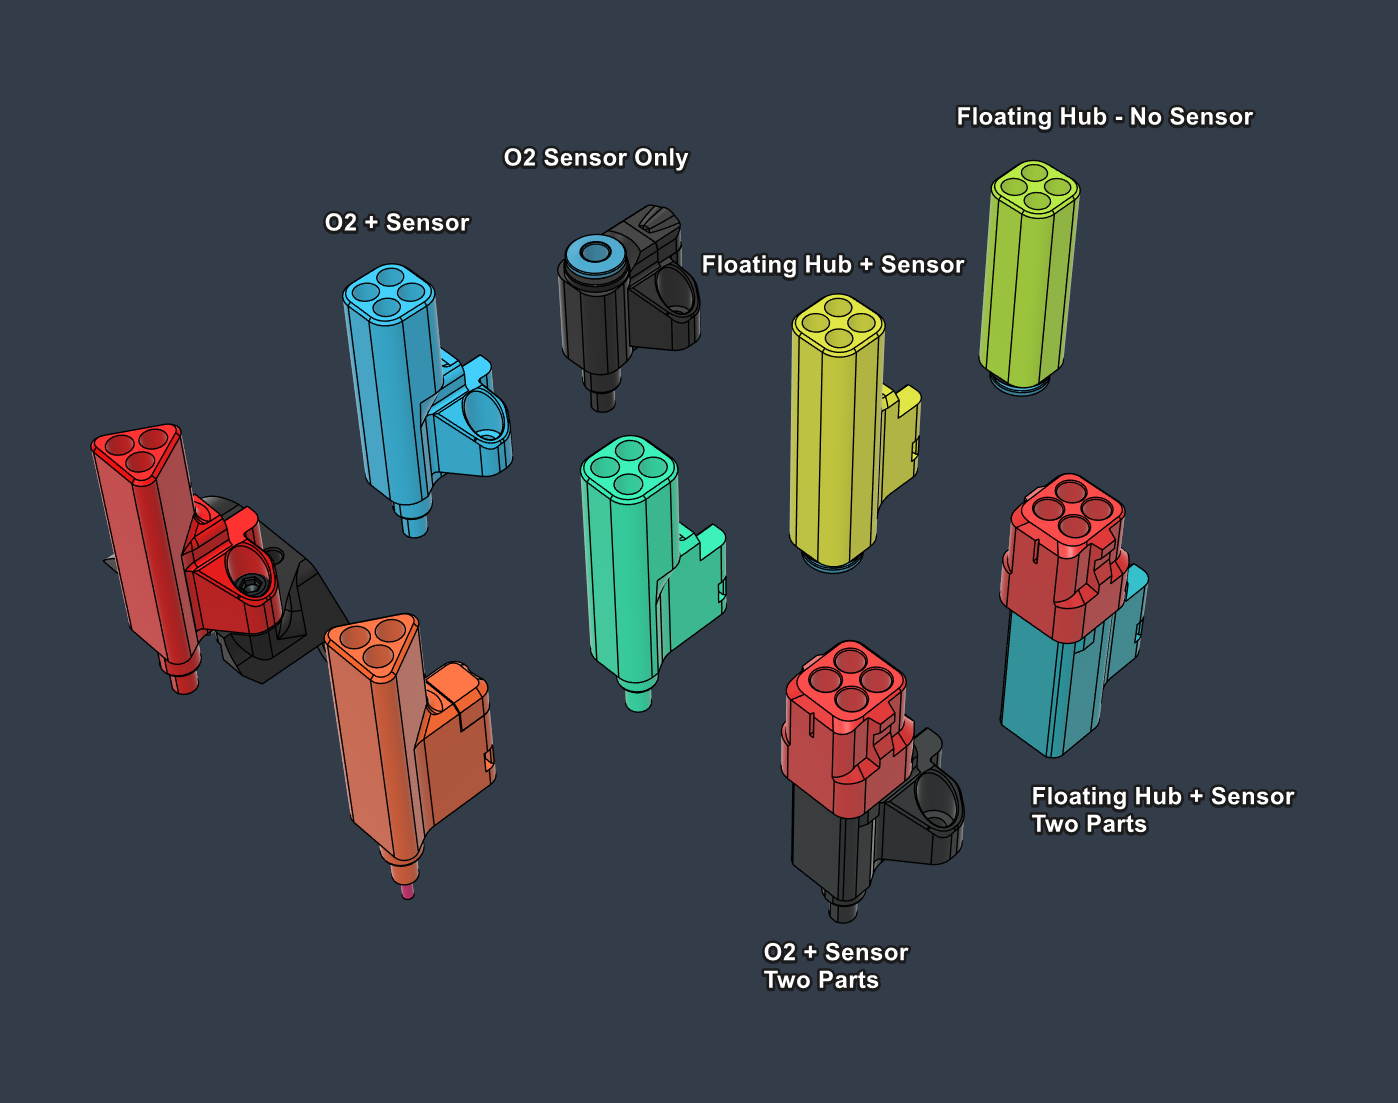 Floating Hub - No Sensor
O2 Sensor Only
O2 + Sensor
Floating Hub + Sensor
Floating Hub + Sensor
Two Parts
O2 + Sensor
Two Parts